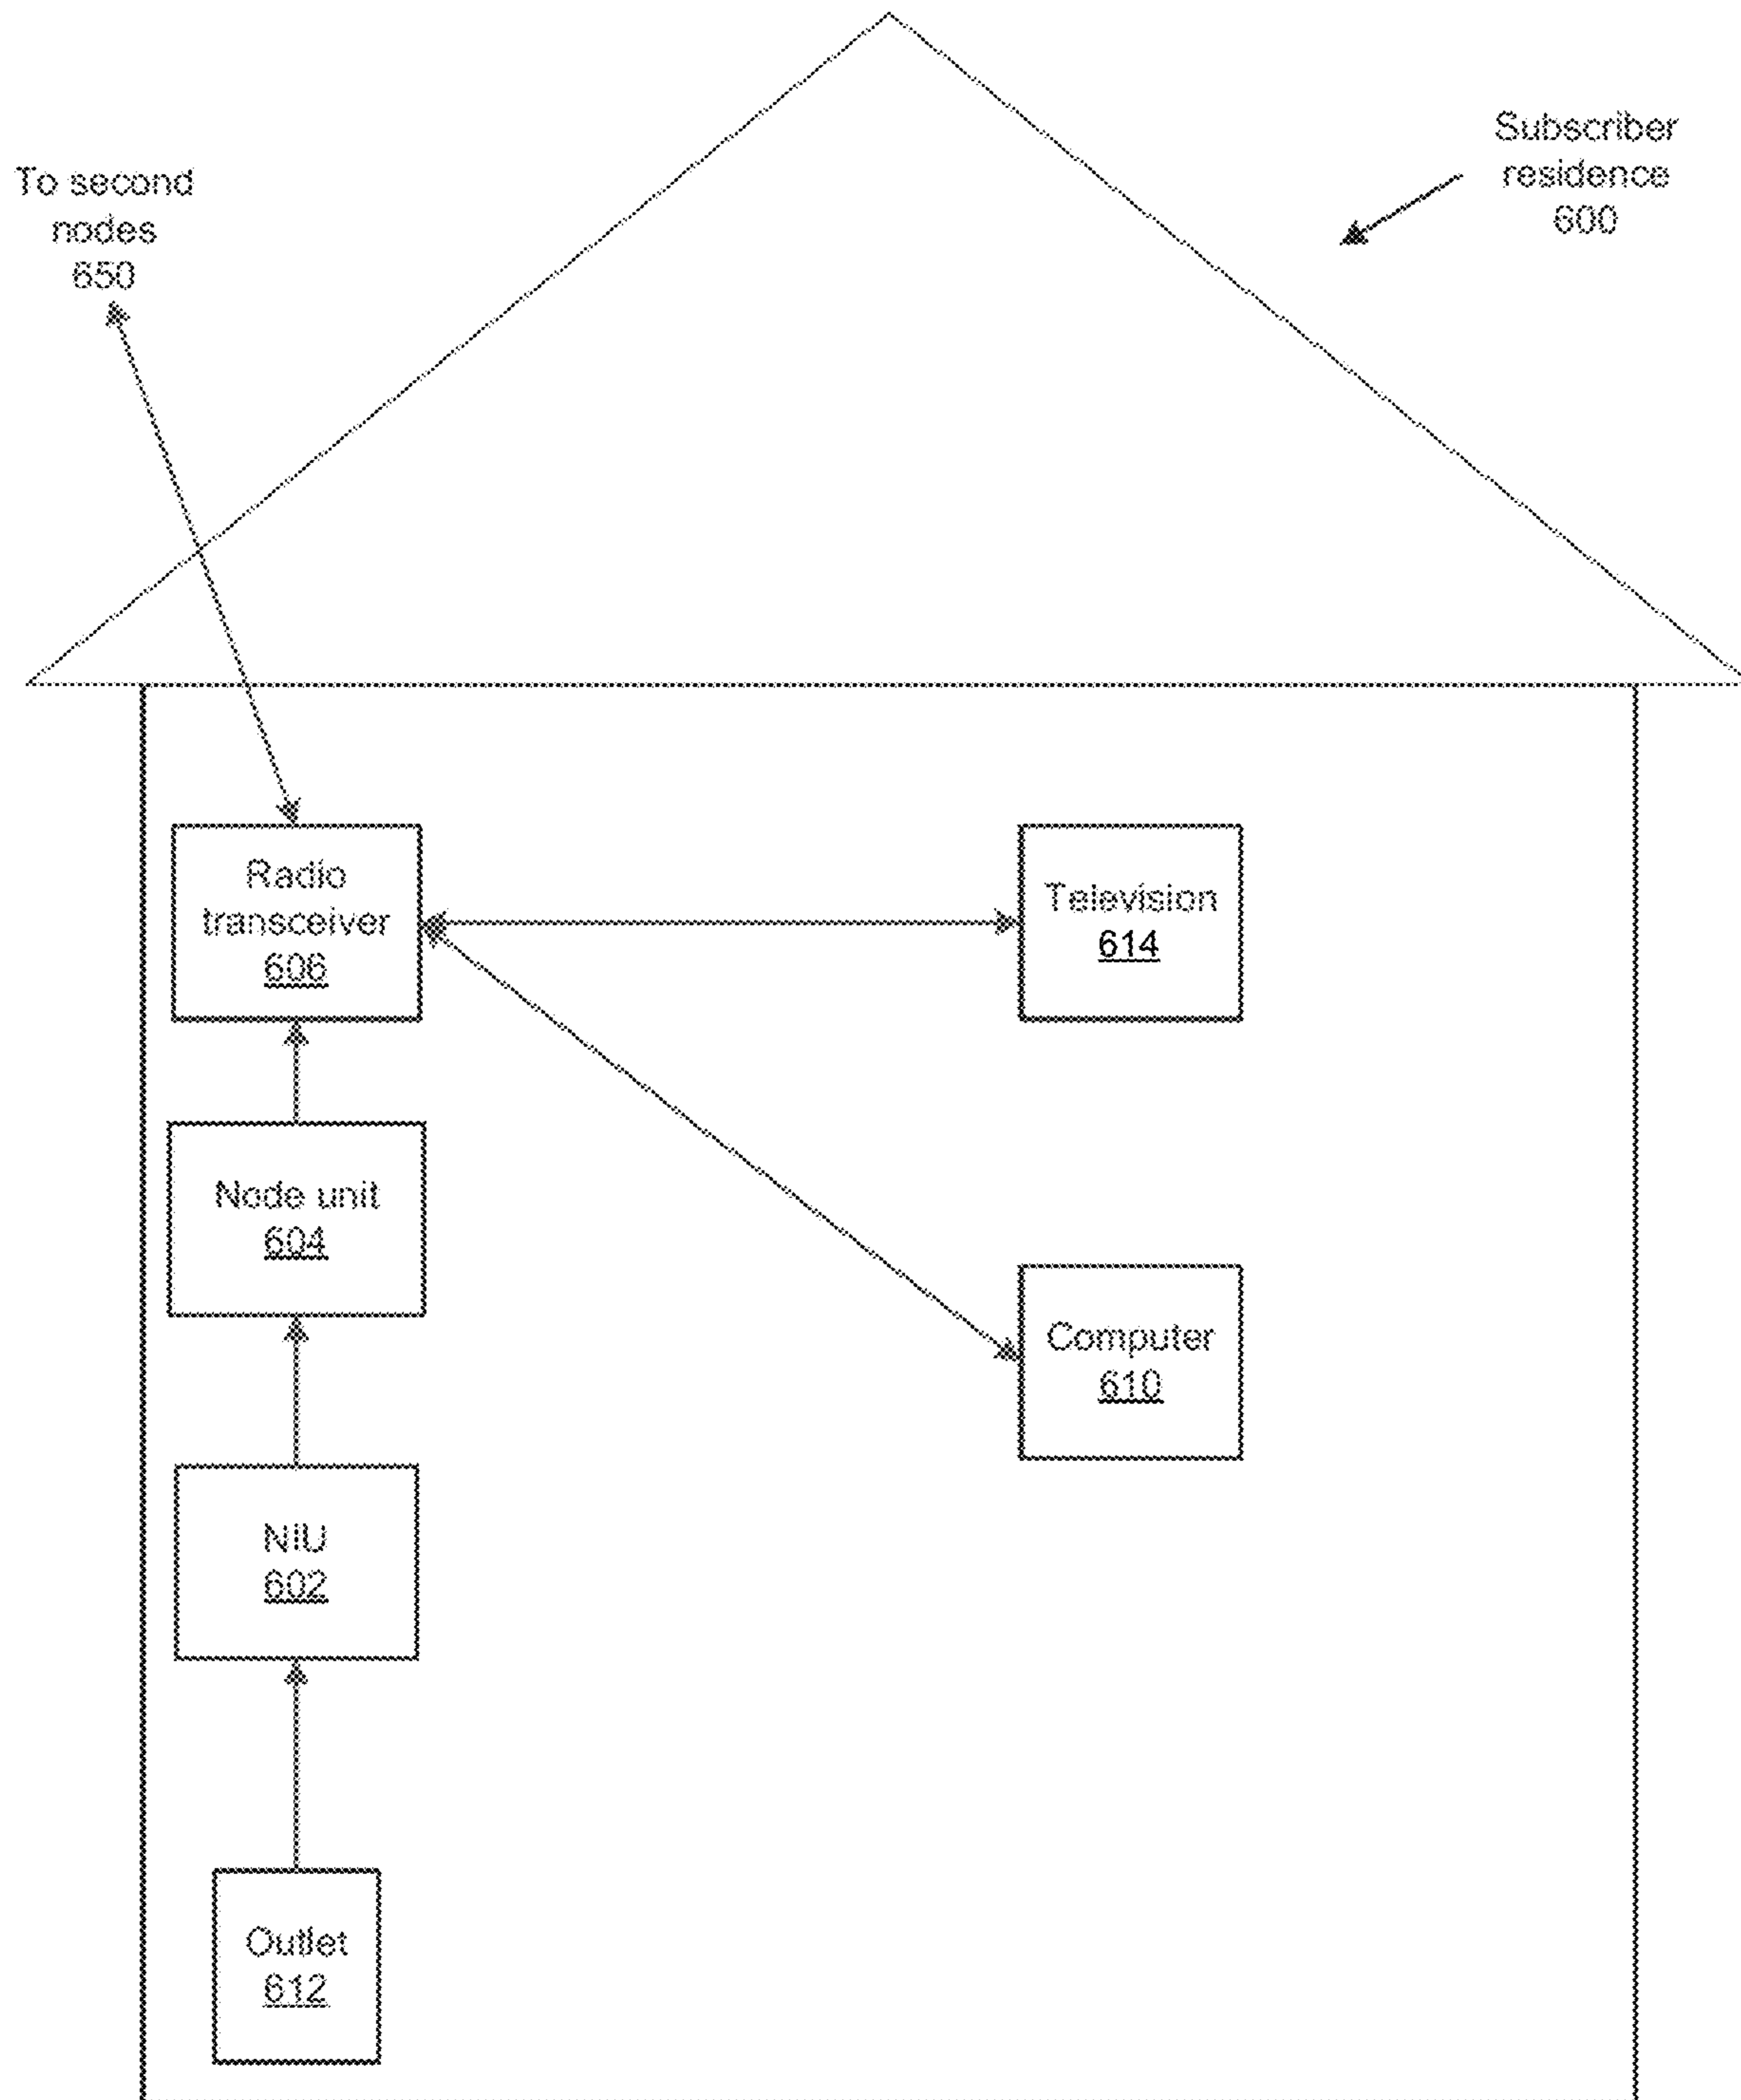 To second
nodes
650
Subscriber
residence
600
Radio
transceiver
606
Television
614
Node unit
604
Computer
610
NIU
602
Outlet
612